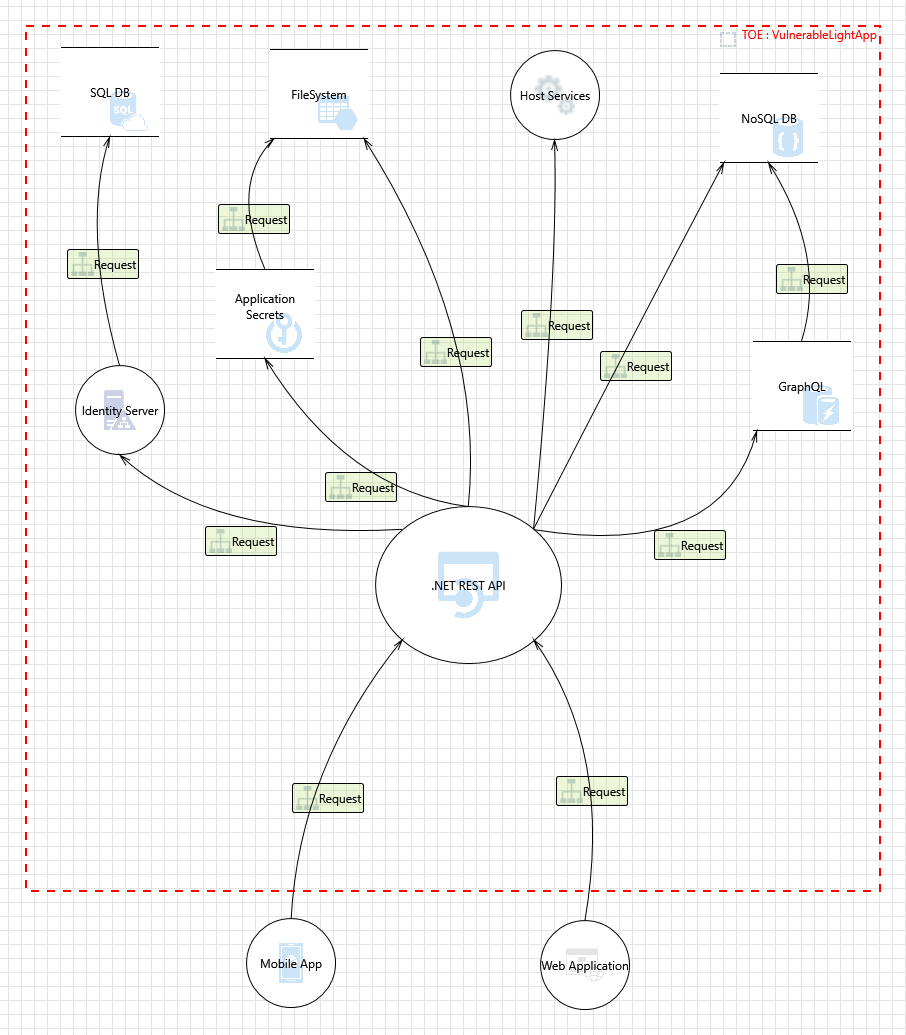 TOE : VulnerableLightApp
SQL DB
SQL
FileSystem
Host Services
NoSQL DB
{ }
Request
Request
Request
Application
Secrets
Request
Request
Request
GraphQL
Identity Server
Request
Request
Request
.NET REST API
Request
Request
Mobile App
Web Application